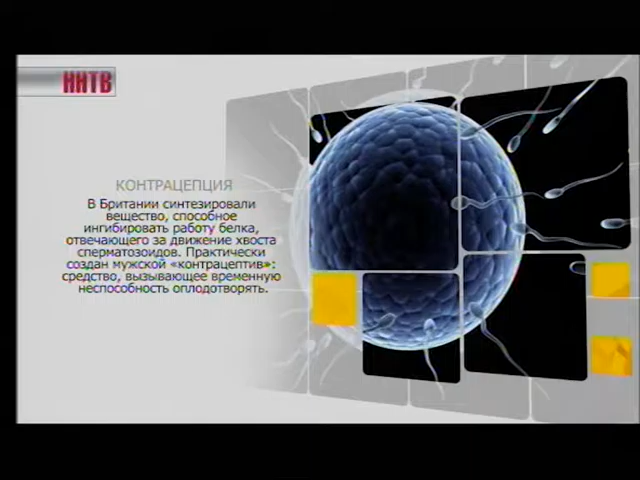 ННТВ
КОНТРАЦЕПЦИЯ
В Британии синтезировали
вещество, способное
ингибировать работу белка,
отвечающего за движение хвоста
сперматозоидов. Практически
создан мужской «контрацептив»:
средство, вызывающее временную
неспособность оплодотворять.